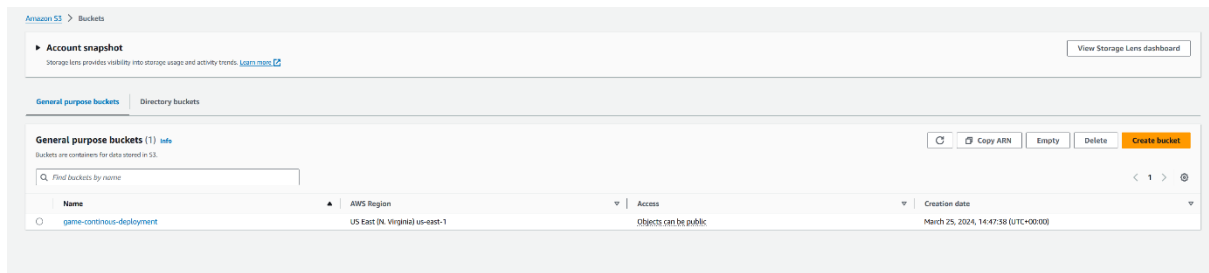 Amazon S3 > Buckets
Account snapshot
View Storage Lens dashboard
Storage lens provides visibility into storage usage and activity trends. Learn more
General purpose buckets Directory buckets
General purpose buckets (1) Info
Copy ARN Empty Delete Create bucket
Buckets are containers for data stored in S3.
Find buckets by name
< 1 >
Name AWS Region Access Creation date
game-continous-deployment US East (N. Virginia) us-east-1 Objects can be public March 25, 2024, 14:47:38 (UTC+00:00)